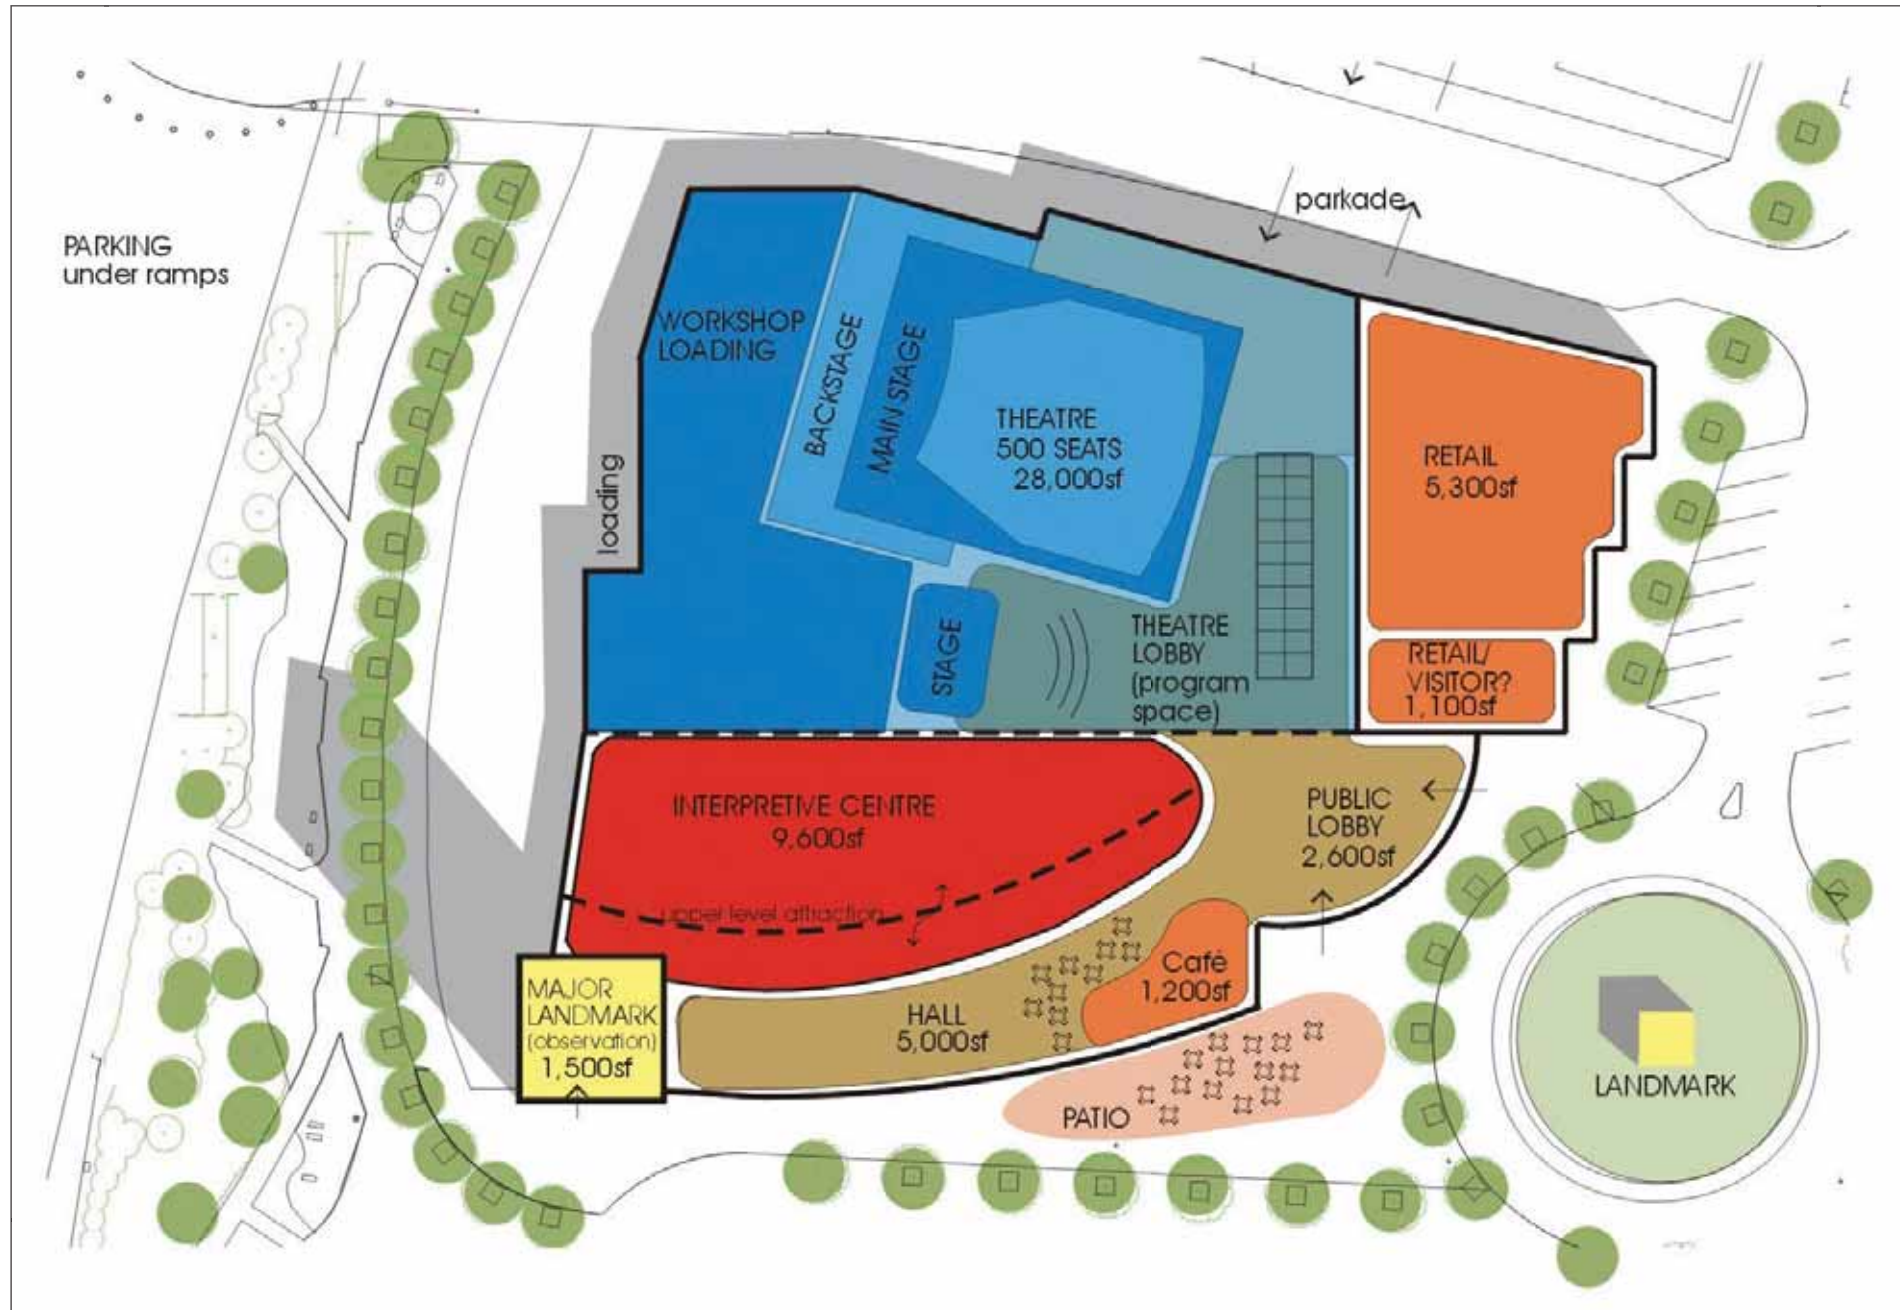 parkade
PARKING
under ramps
WORKSHOP
LOADING
BACKSTAGE
MAIN STAGE
THEATRE
500 SEATS
28,000sf
RETAIL
5,300sf
loading
STAGE
THEATRE
LOBBY
(program
space)
RETAIL/
VISITOR?
1,100sf
INTERPRETIVE CENTRE
9,600sf
PUBLIC
LOBBY
2,600sf
upper level attraction
MAJOR
LANDMARK
(observation)
1,500sf
HALL
5,000sf
Café
1,200sf
PATIO
LANDMARK